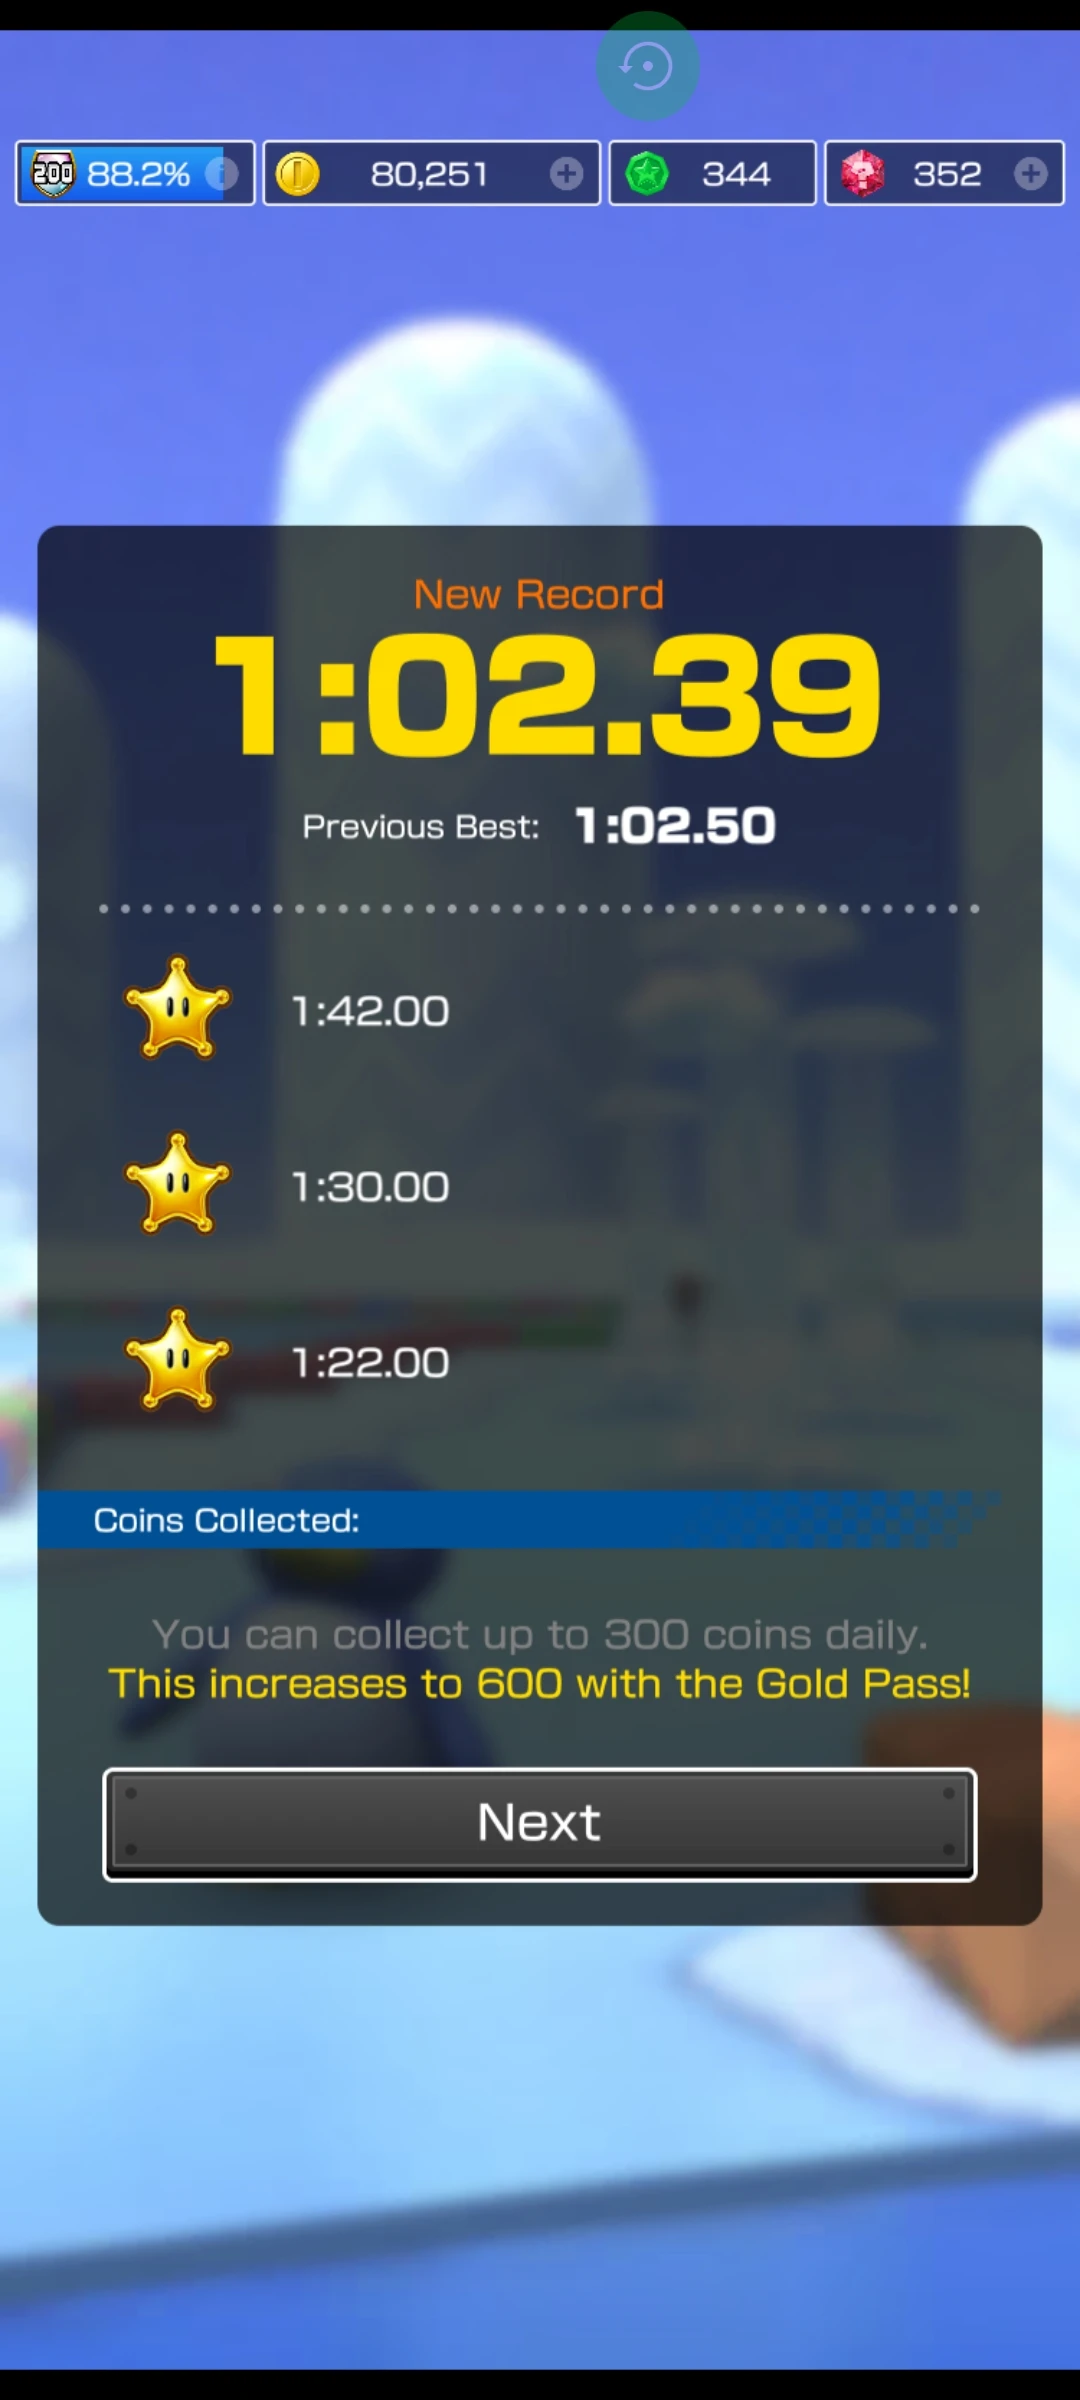 200 88.2% i 80,251 + 344 352 +
New Record
1:02.39
Previous Best: 1:02.50
1:42.00
1:30.00
1:22.00
Coins Collected:
You can collect up to 300 coins daily.
This increases to 600 with the Gold Pass!
Next